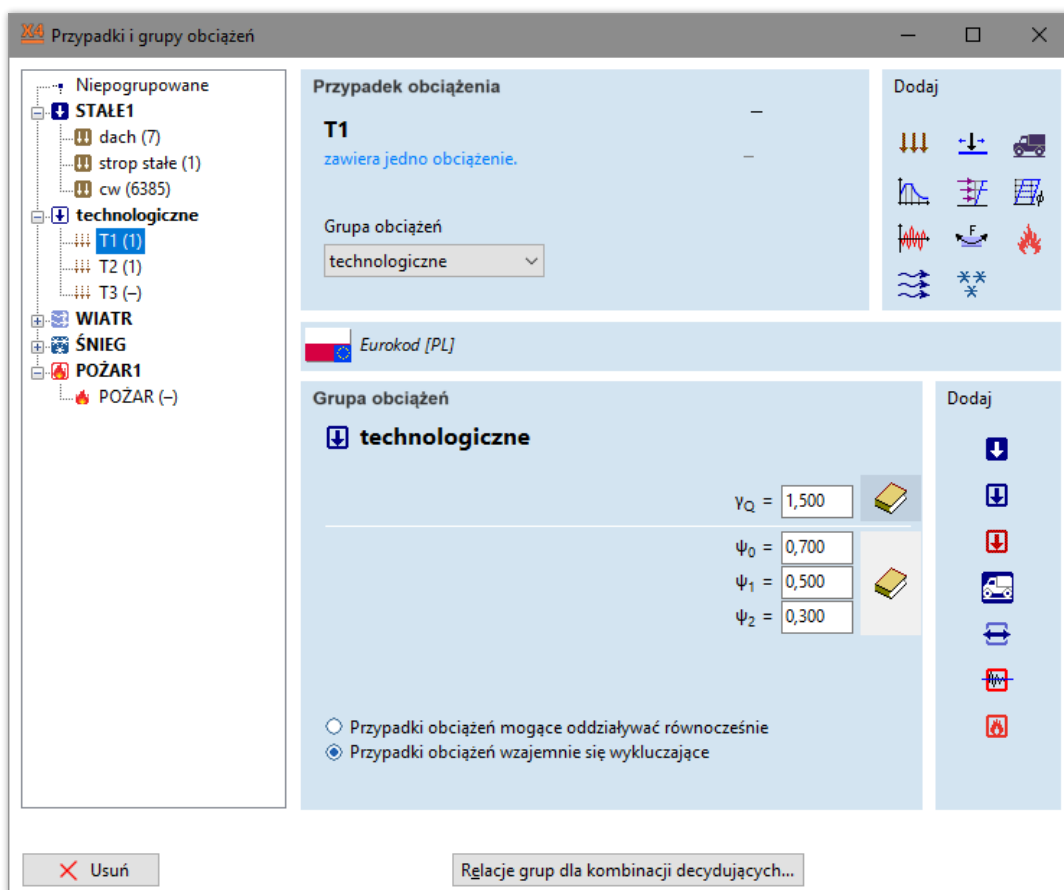 X4 Przypadki i grupy obciążeń
Niepogrupowane
STAŁE1
dach (7)
strop stałe (1)
cw (6385)
technologiczne
T1 (1)
T2 (1)
T3 (–)
WIATR
ŚNIEG
POŻAR1
POŻAR (–)
Przypadek obciążenia
T1
–
zawiera jedno obciążenie.
–
Grupa obciążeń
technologiczne
Dodaj
F
ϕ
Eurokod [PL]
Grupa obciążeń
technologiczne
γQ = 1,500
ψ0 = 0,700
ψ1 = 0,500
ψ2 = 0,300
Przypadki obciążeń mogące oddziaływać równocześnie
Przypadki obciążeń wzajemnie się wykluczające
Dodaj
Usuń
Relacje grup dla kombinacji decydujących...